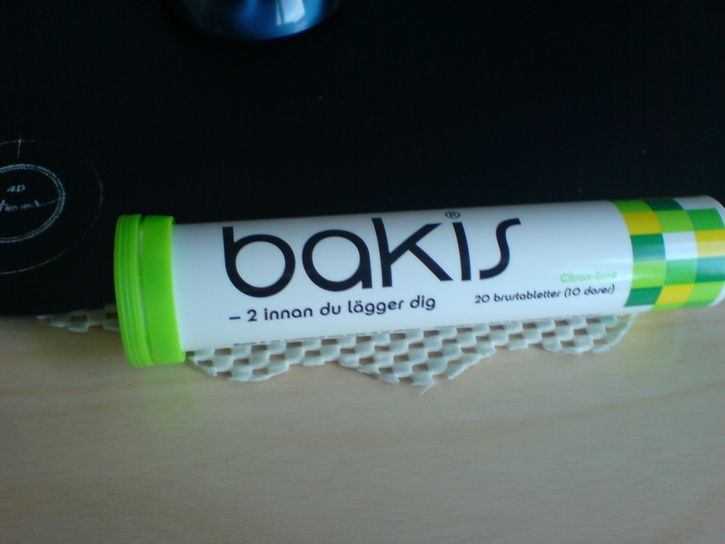 bakis®
– 2 innan du lägger dig
Citron-lime
20 brustabletter (10 doser)